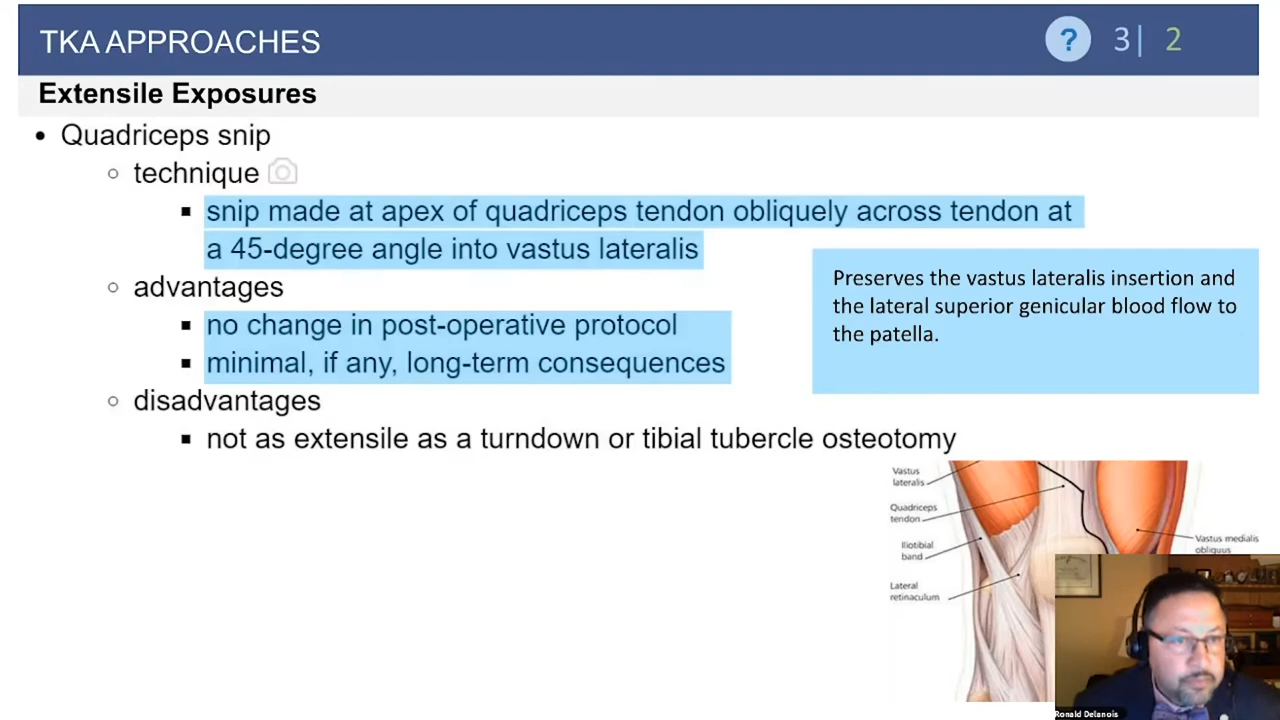 TKA APPROACHES
? 3| 2
Extensile Exposures
• Quadriceps snip
technique
snip made at apex of quadriceps tendon obliquely across tendon at
a 45-degree angle into vastus lateralis
advantages
no change in post-operative protocol
minimal, if any, long-term consequences
disadvantages
not as extensile as a turndown or tibial tubercle osteotomy
Preserves the vastus lateralis insertion and
the lateral superior genicular blood flow to
the patella.
Vastus
lateralis
Quadriceps
tendon
Iliotibial
band
Lateral
retinaculum
Vastus medialis
obliquus
Ronald Delanois